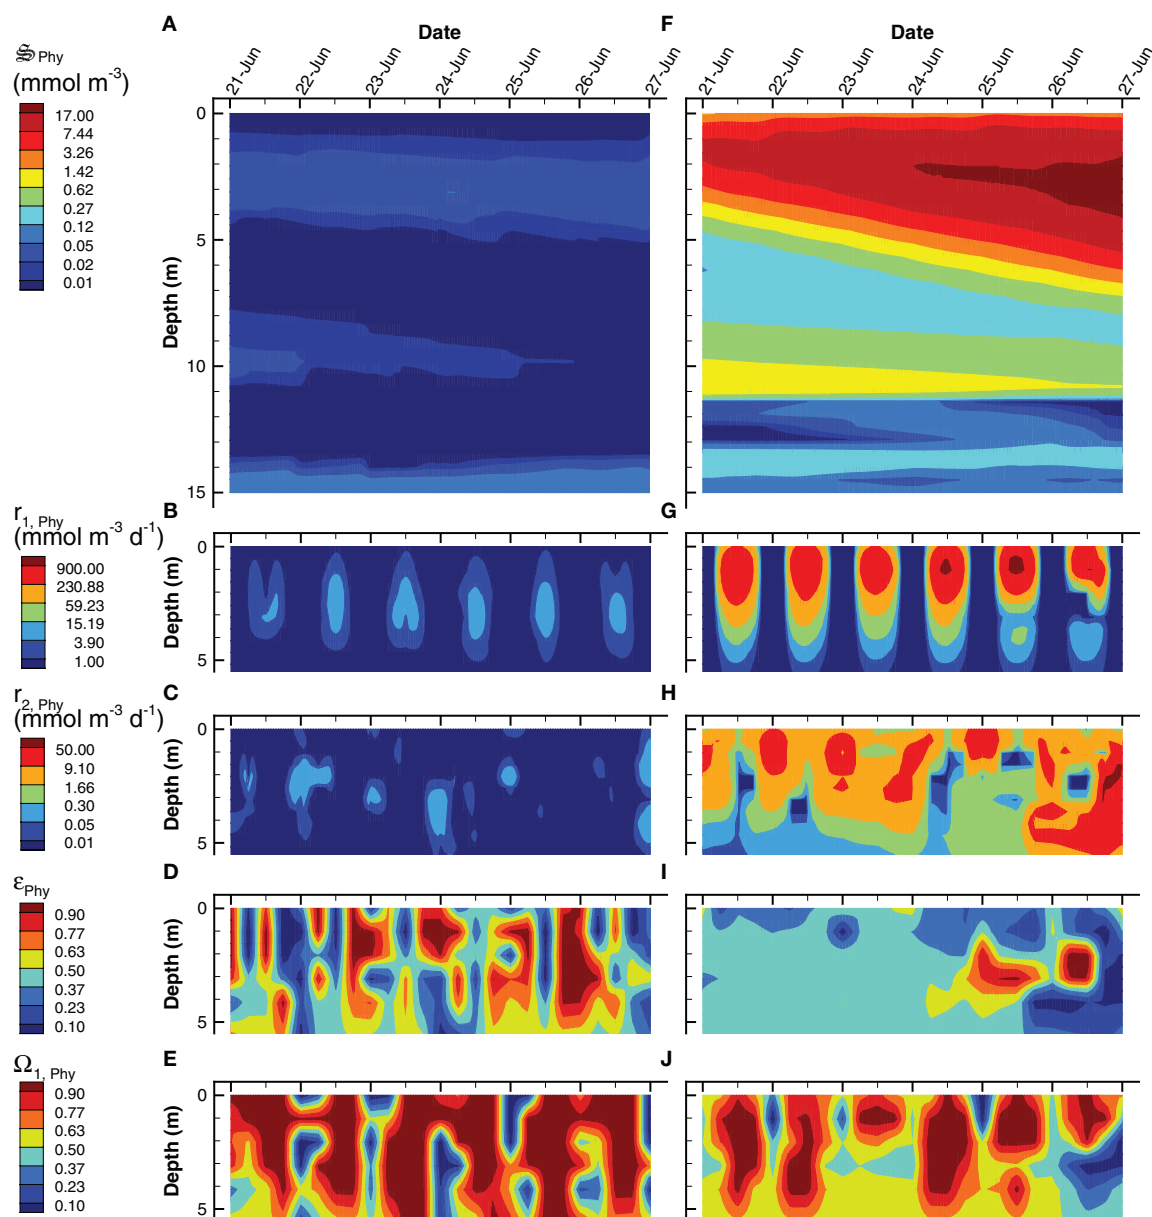 A
Date
21-Jun
22-Jun
23-Jun
24-Jun
25-Jun
26-Jun
27-Jun
F
Date
21-Jun
22-Jun
23-Jun
24-Jun
25-Jun
26-Jun
27-Jun
𝕊 Phy
(mmol m-3)
17.00
7.44
3.26
1.42
0.62
0.27
0.12
0.05
0.02
0.01
Depth (m)
0
5
10
15
B
G
r1, Phy
(mmol m-3 d-1)
900.00
230.88
59.23
15.19
3.90
1.00
Depth (m)
0
5
Depth (m)
C
H
r2, Phy
(mmol m-3 d-1)
50.00
9.10
1.66
0.30
0.05
0.01
Depth (m)
0
5
Depth (m)
D
I
εPhy
0.90
0.77
0.63
0.50
0.37
0.23
0.10
Depth (m)
0
5
Depth (m)
E
J
Ω1, Phy
0.90
0.77
0.63
0.50
0.37
0.23
0.10
Depth (m)
0
5
Depth (m)